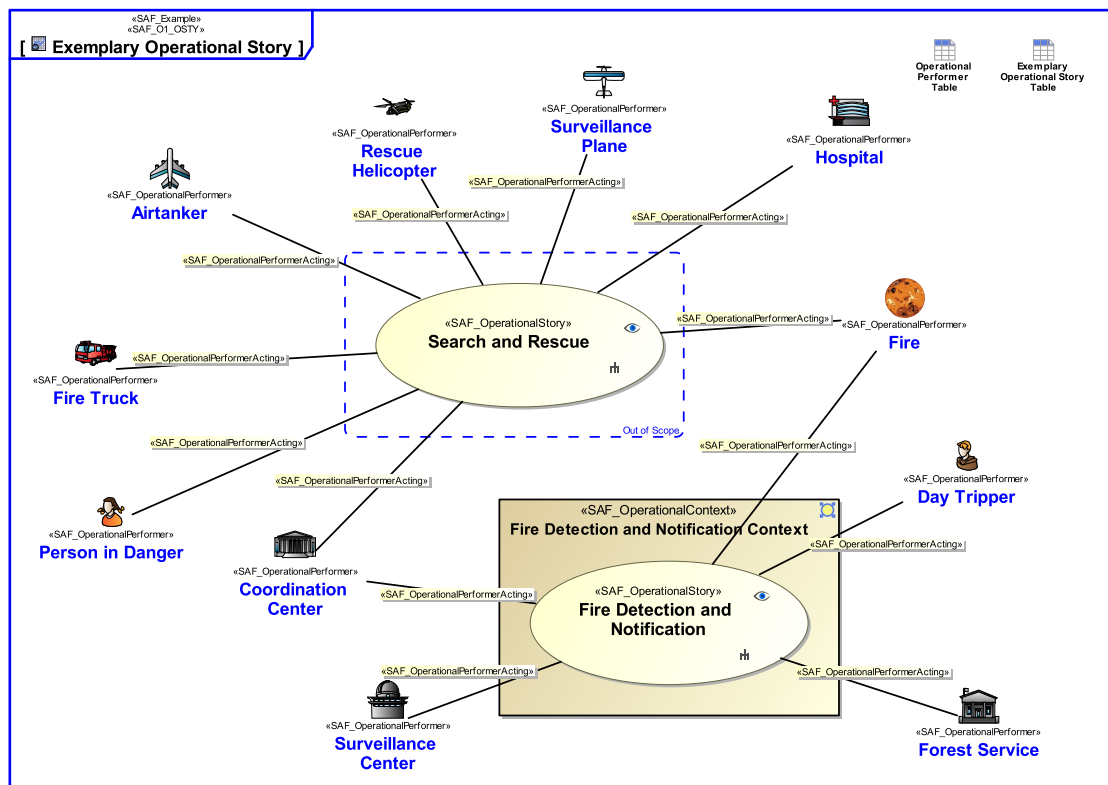 «SAF_Example»
«SAF_O1_OSTY»
[ Exemplary Operational Story ]
Operational
Performer
Table
Exemplary
Operational Story
Table
«SAF_OperationalPerformer»
Surveillance
Plane
«SAF_OperationalPerformer»
Rescue
Helicopter
«SAF_OperationalPerformer»
Hospital
«SAF_OperationalPerformer»
Airtanker
«SAF_OperationalPerformerActing»
«SAF_OperationalPerformerActing»
«SAF_OperationalPerformerActing»
«SAF_OperationalPerformerActing»
«SAF_OperationalStory»
Search and Rescue
Out of Scope
«SAF_OperationalPerformerActing»
«SAF_OperationalPerformer»
Fire
«SAF_OperationalPerformerActing»
«SAF_OperationalPerformer»
Fire Truck
«SAF_OperationalPerformerActing»
«SAF_OperationalPerformerActing»
«SAF_OperationalPerformerActing»
«SAF_OperationalPerformer»
Day Tripper
«SAF_OperationalPerformer»
Person in Danger
«SAF_OperationalContext»
Fire Detection and Notification Context
«SAF_OperationalPerformerActing»
«SAF_OperationalPerformer»
Coordination
Center
«SAF_OperationalPerformerActing»
«SAF_OperationalStory»
Fire Detection and
Notification
«SAF_OperationalPerformerActing»
«SAF_OperationalPerformerActing»
«SAF_OperationalPerformer»
Surveillance
Center
«SAF_OperationalPerformer»
Forest Service